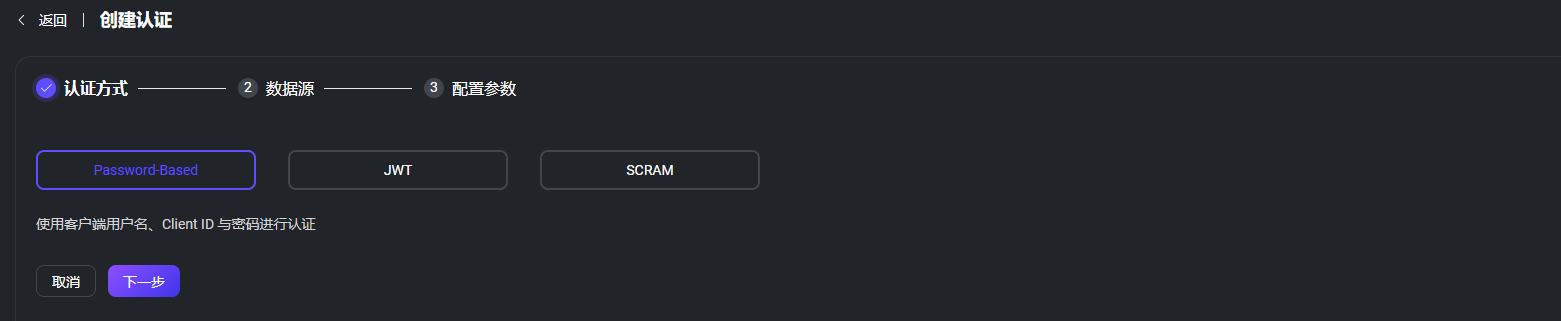 返回 | 创建认证
认证方式 2 数据源 3 配置参数
Password-Based JWT SCRAM
使用客户端用户名、Client ID 与密码进行认证
取消 下一步